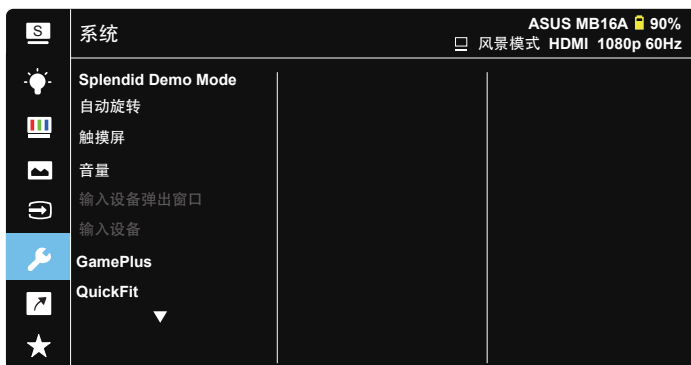 S
系统
ASUS MB16A 90%
风景模式 HDMI 1080p 60Hz
Splendid Demo Mode
自动旋转
触摸屏
音量
输入设备弹出窗口
输入设备
GamePlus
QuickFit